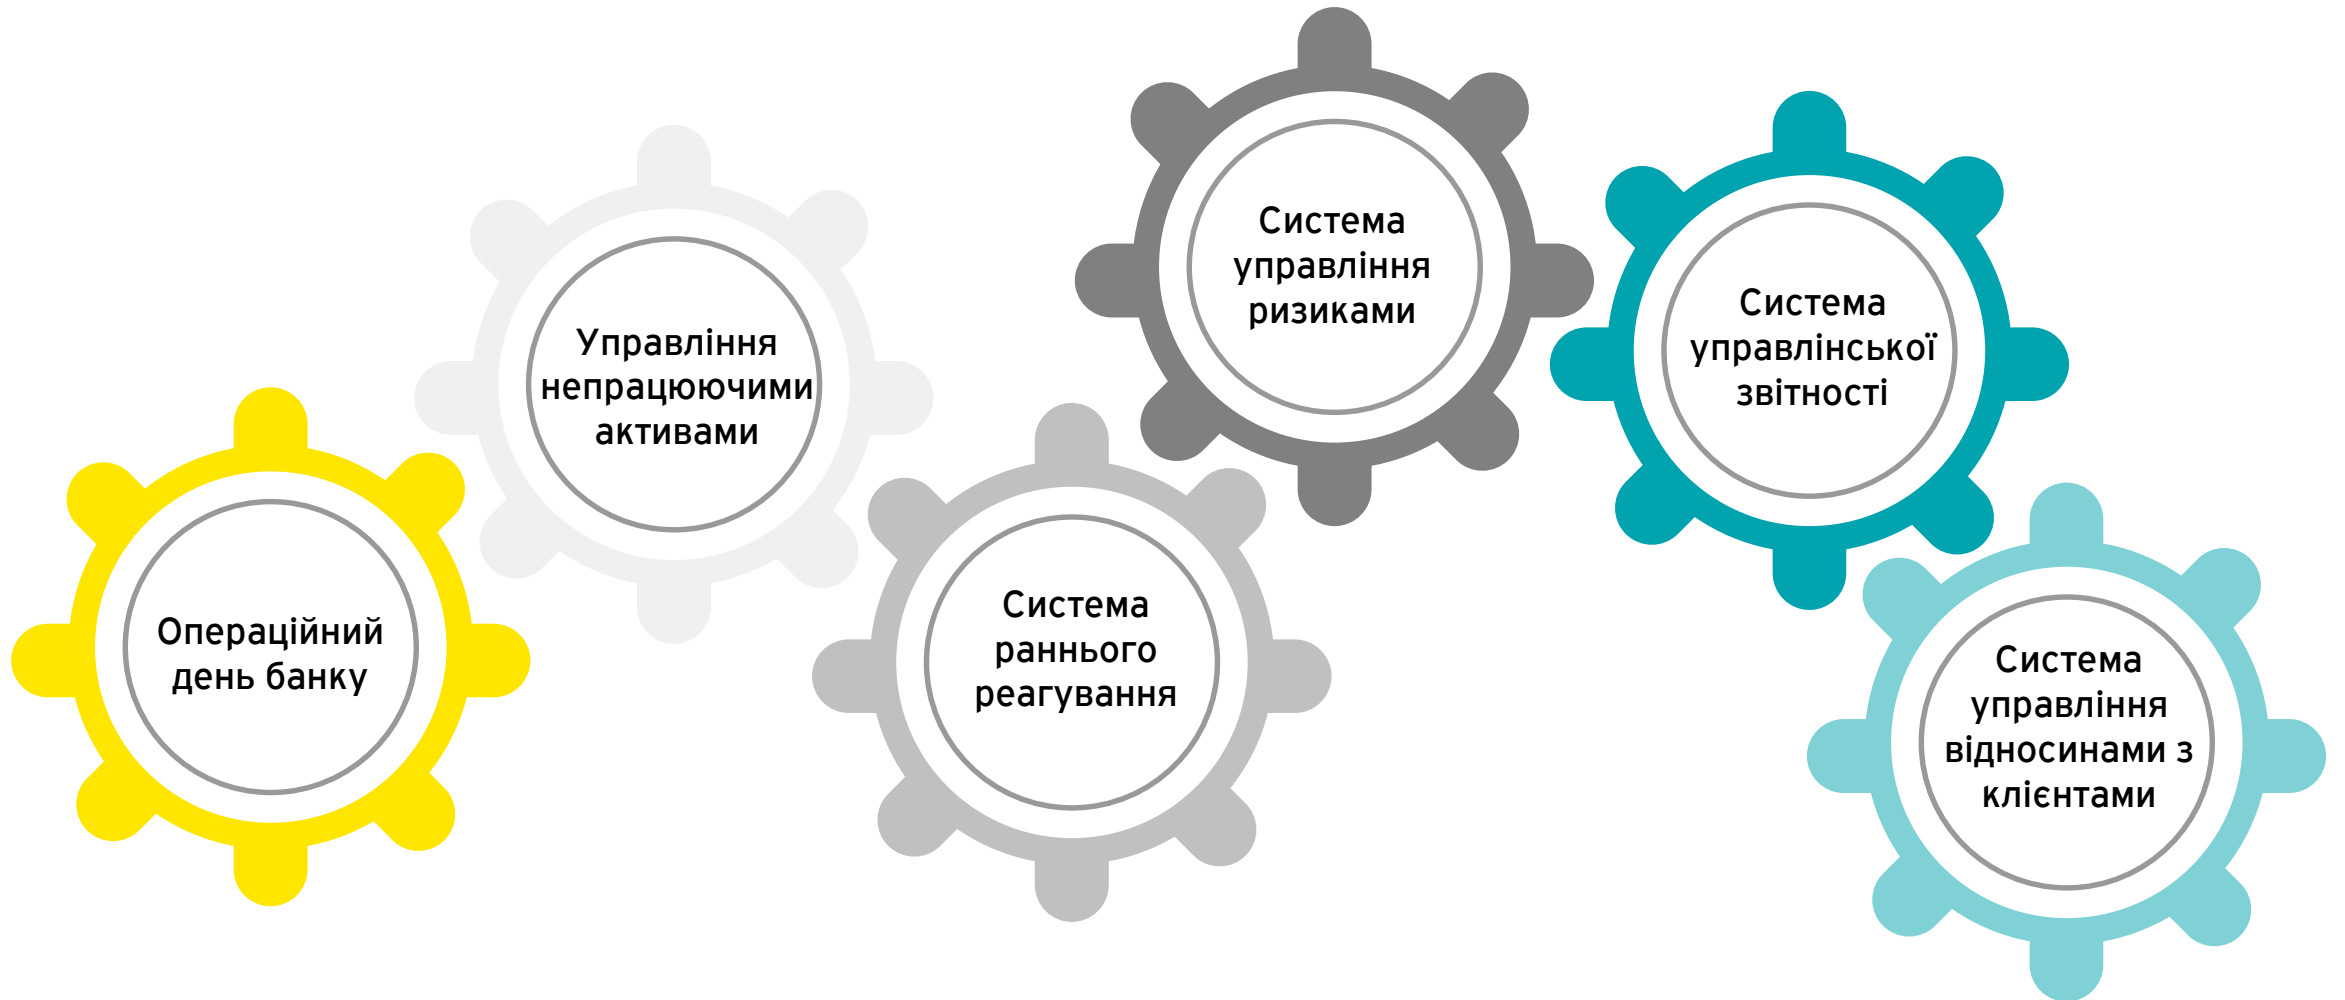 Операційний
день банку
Управління
непрацюючими
активами
Система
раннього
реагування
Система
управління
ризиками
Система
управлінської
звітності
Система
управління
відносинами з
клієнтами